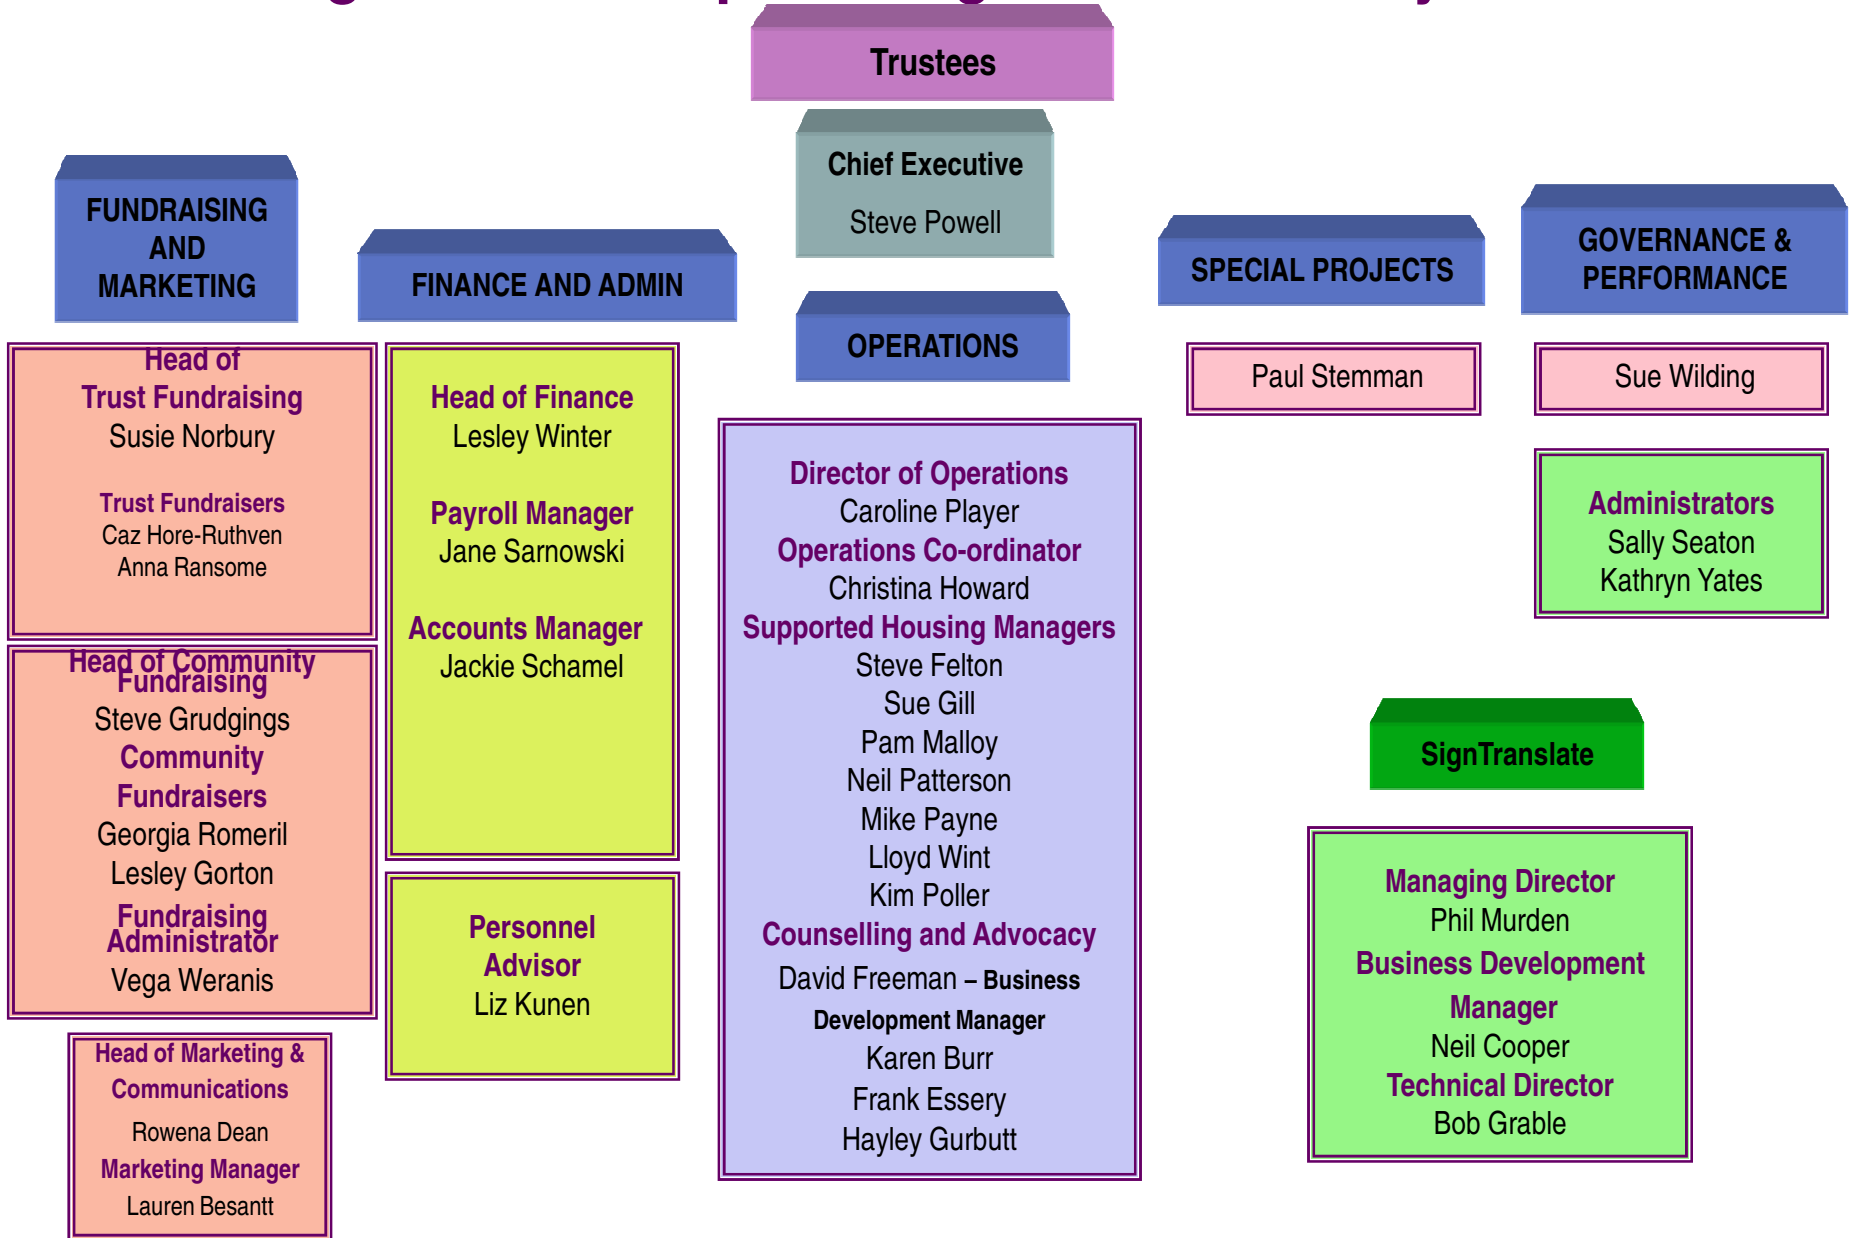 Trustees
Chief Executive
Steve Powell
FUNDRAISING
AND
MARKETING
Head of
Trust Fundraising
Susie Norbury
Trust Fundraisers
Caz Hore-Ruthven
Anna Ransome
Head of Community
Fundraising
Steve Grudgings
Community
Fundraisers
Georgia Romeril
Lesley Gorton
Fundraising
Administrator
Vega Weranis
Head of Marketing &
Communications
Rowena Dean
Marketing Manager
Lauren Besantt
FINANCE AND ADMIN
Head of Finance
Lesley Winter
Payroll Manager
Jane Sarnowski
Accounts Manager
Jackie Schamel
Personnel
Advisor
Liz Kunen
OPERATIONS
Director of Operations
Caroline Player
Operations Co-ordinator
Christina Howard
Supported Housing Managers
Steve Felton
Sue Gill
Pam Malloy
Neil Patterson
Mike Payne
Lloyd Wint
Kim Poller
Counselling and Advocacy
David Freeman – Business
Development Manager
Karen Burr
Frank Essery
Hayley Gurbutt
SPECIAL PROJECTS
Paul Stemman
GOVERNANCE &
PERFORMANCE
Sue Wilding
Administrators
Sally Seaton
Kathryn Yates
SignTranslate
Managing Director
Phil Murden
Business Development
Manager
Neil Cooper
Technical Director
Bob Grable